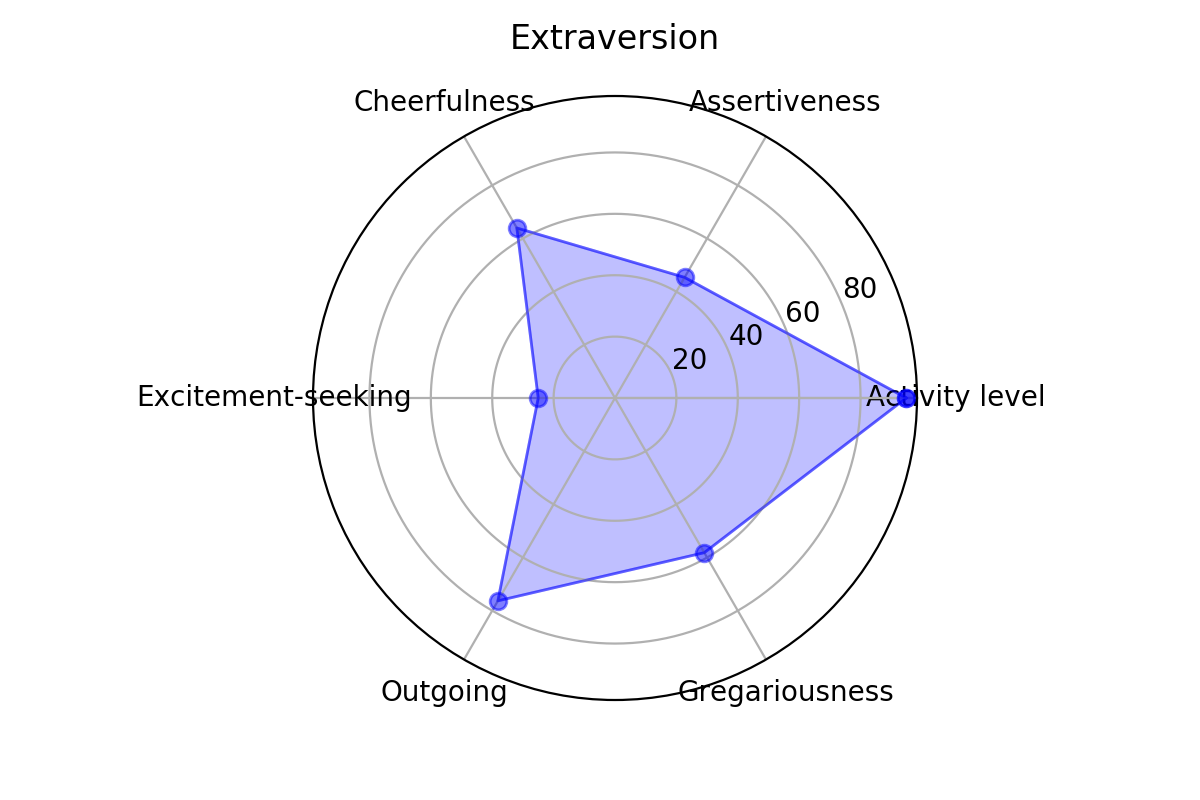 Extraversion
Cheerfulness
Assertiveness
80
60
40
20
Excitement-seeking
Activity level
Outgoing
Gregariousness